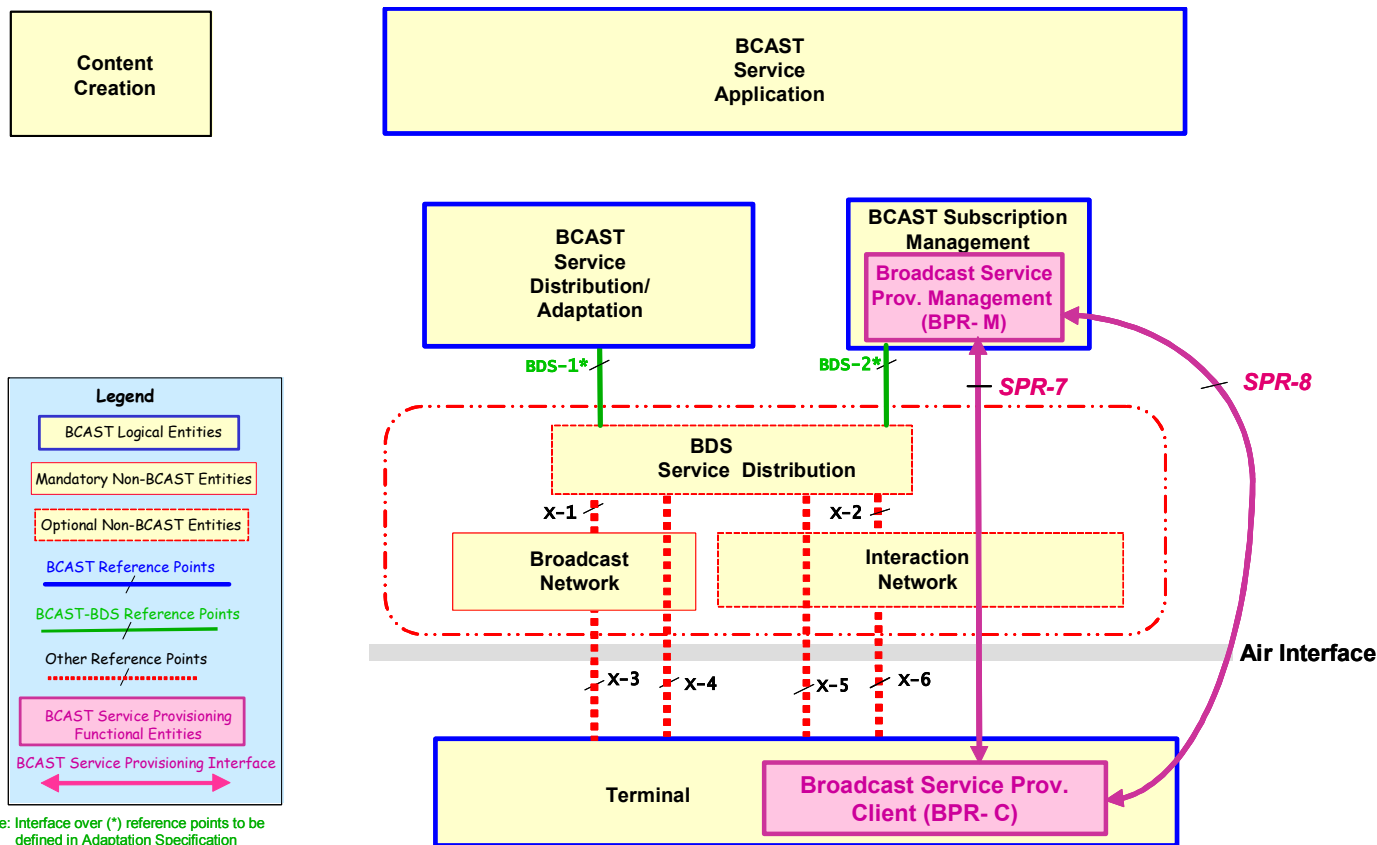 Content
Creation
BCAST
Service
Application
BCAST
Service
Distribution/
Adaptation
BCAST Subscription
Management
Broadcast Service
Prov. Management
(BPR- M)
BDS-1*
BDS-2*
SPR-7
SPR-8
BDS
Service Distribution
X-1
X-2
Broadcast
Network
Interaction
Network
Air Interface
X-3
X-4
X-5
X-6
Terminal
Broadcast Service Prov.
Client (BPR- C)
Legend
BCAST Logical Entities
Mandatory Non-BCAST Entities
Optional Non-BCAST Entities
BCAST Reference Points
BCAST-BDS Reference Points
Other Reference Points
BCAST Service Provisioning
Functional Entities
BCAST Service Provisioning Interface
e: Interface over (*) reference points to be
defined in Adaptation Specification